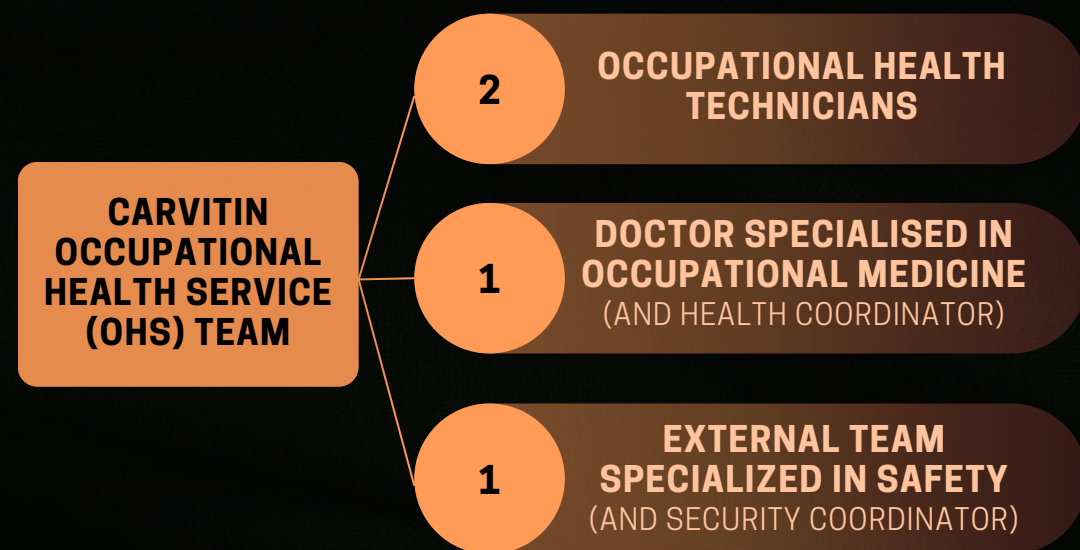 CARVITIN
OCCUPATIONAL
HEALTH SERVICE
(OHS) TEAM
2
OCCUPATIONAL HEALTH
TECHNICIANS
1
DOCTOR SPECIALISED IN
OCCUPATIONAL MEDICINE
(AND HEALTH COORDINATOR)
1
EXTERNAL TEAM
SPECIALIZED IN SAFETY
(AND SECURITY COORDINATOR)